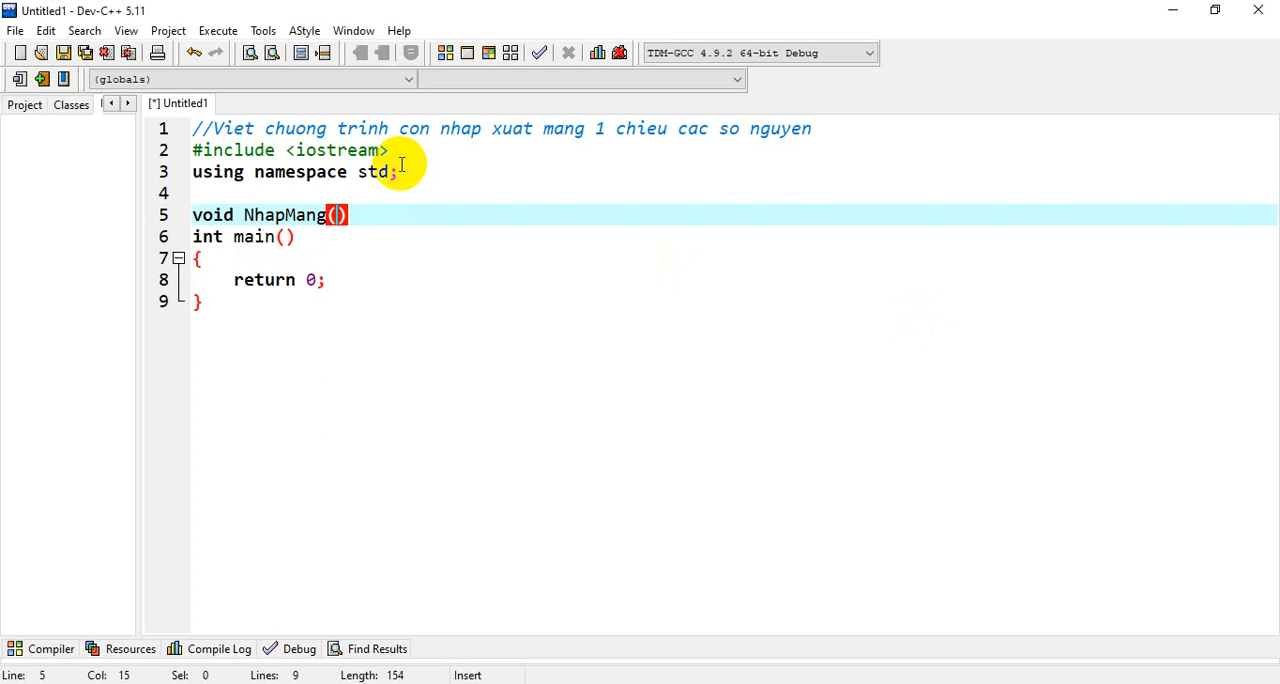 Untitled1 - Dev-C++ 5.11
File Edit Search View Project Execute Tools AStyle Window Help
TDM-GCC 4.9.2 64-bit Debug
(globals)
Project Classes [*] Untitled1
1 //Viet chuong trinh con nhap xuat mang 1 chieu cac so nguyen
2 #include <iostream>
3 using namespace std;
4
5 void NhapMang()
6 int main()
7 {
8 return 0;
9 }
Compiler Resources Compile Log Debug Find Results
Line: 5 Col: 15 Sel: 0 Lines: 9 Length: 154 Insert